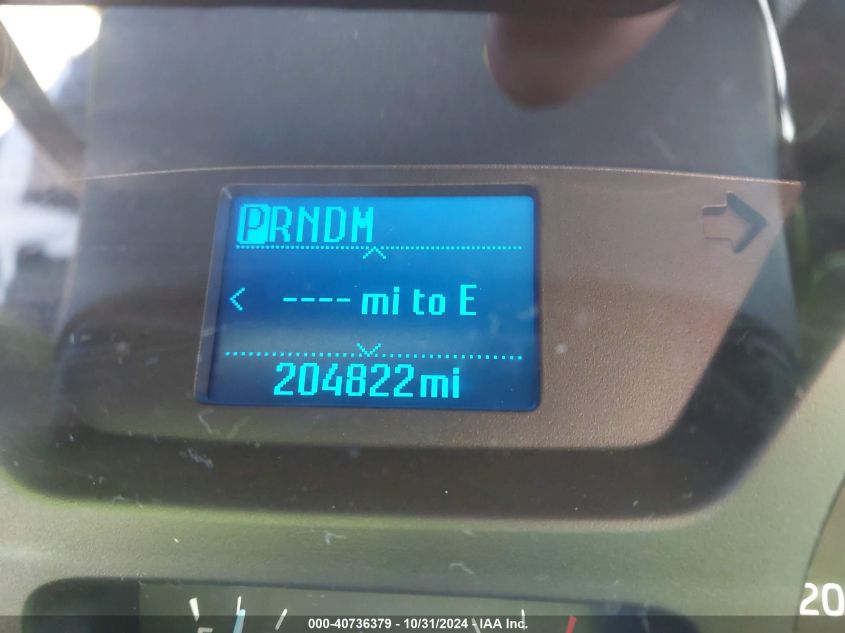 PRNDM
< ---- mi to E
204822mi
20
000-40736379 - 10/31/2024 - IAA Inc.